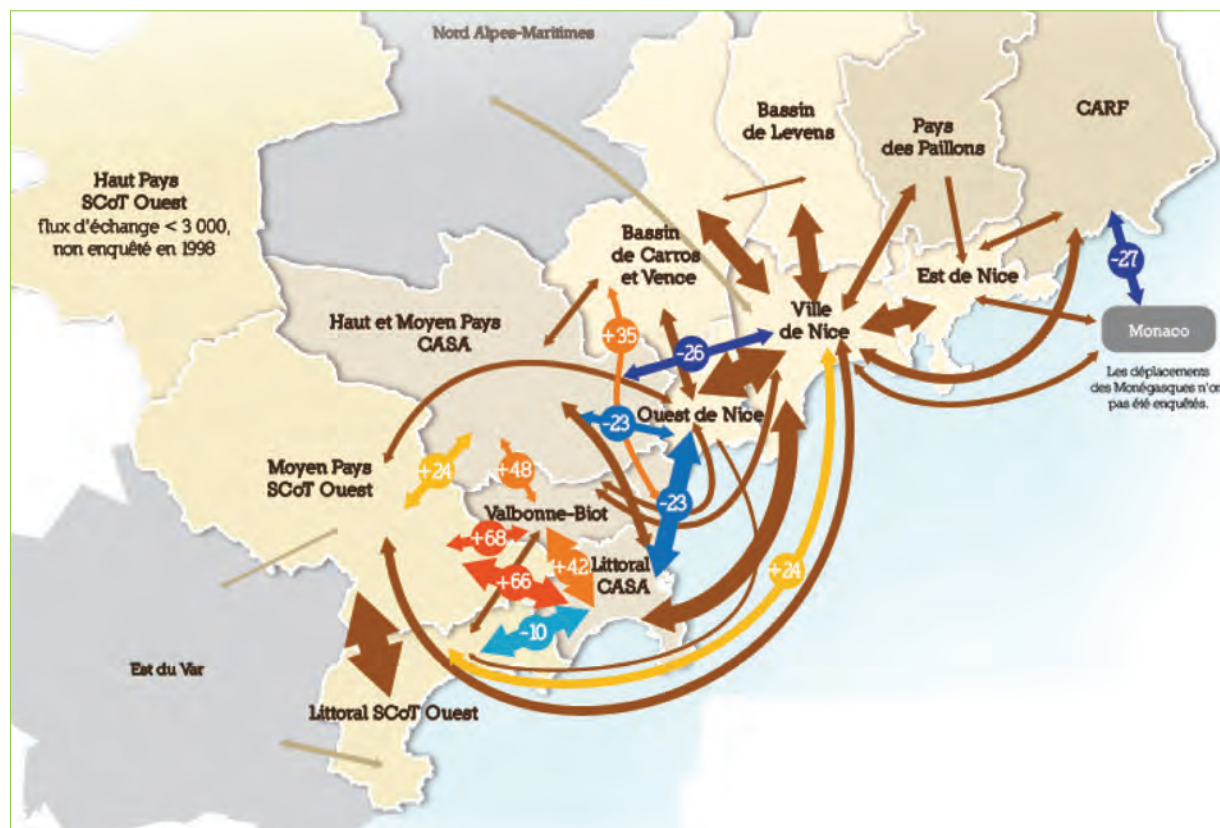 Nord Alpes-Maritimes
Bassin
de Levens
Pays
des Paillons
CARF
Haut Pays
SCoT Ouest
flux d'échange < 3 000,
non enquêté en 1998
Bassin
de Carros
et Vence
Est de Nice
-27
Ville
de Nice
Monaco
Haut et Moyen Pays
CASA
+35
-26
Les déplacements
des Monégasques n'on
pas été enquêtés.
Ouest de Nice
-23
Moyen Pays
SCoT Ouest
+24
+48
-23
Valbonne-Biot
+68
+42
Littoral
CASA
+66
+24
-10
Est du Var
Littoral SCoT Ouest